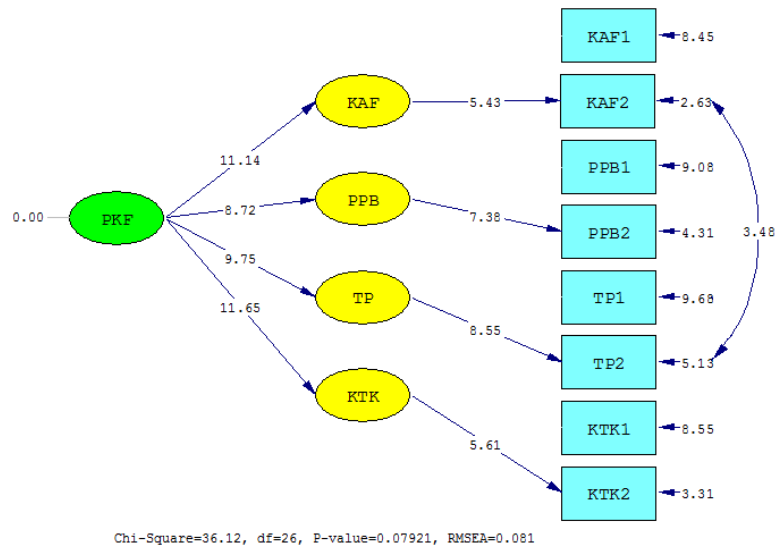 KAF1
8.45
KAF
5.43
KAF2
2.63
11.14
PPB1
9.08
PKF
0.00
8.72
PPB
7.38
PPB2
4.31
3.48
9.75
TP
TP1
9.68
11.65
8.55
TP2
5.13
KTK
KTK1
8.55
5.61
KTK2
3.31
Chi-Square=36.12, df=26, P-value=0.07921, RMSEA=0.081